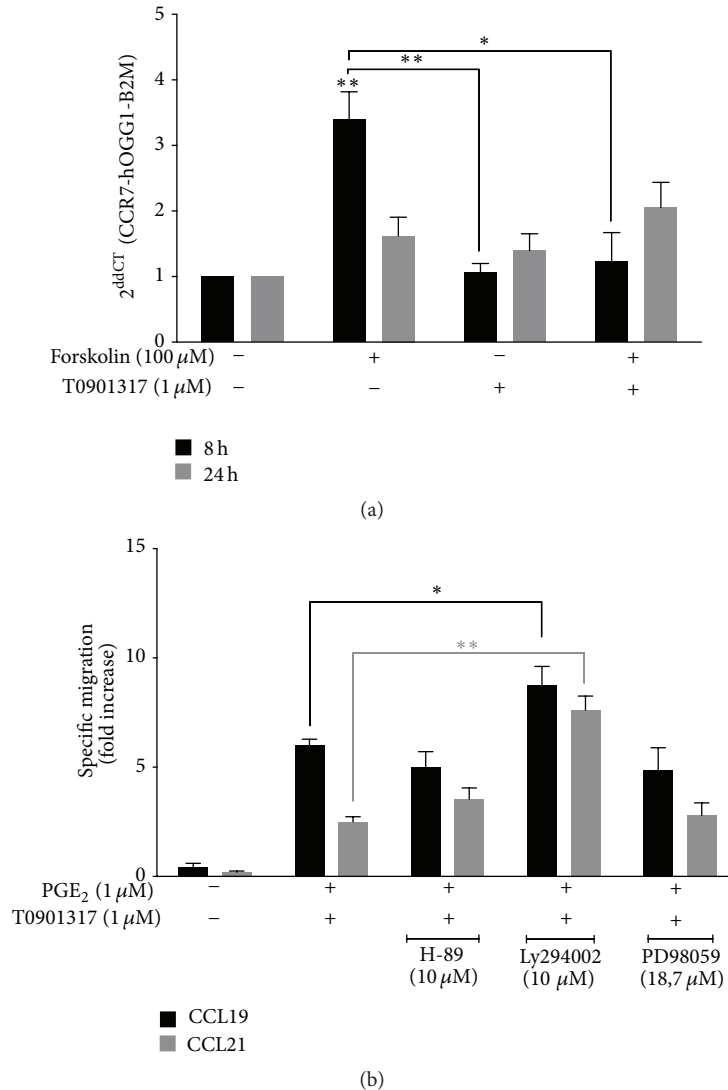 5
4
3
2
1
0
2^ddCT (CCR7-hOGG1-B2M)
*
**
**
Forskolin (100 μM) − + − +
T0901317 (1 μM) − − + +
8 h
24 h
(a)
15
10
5
0
Specific migration
(fold increase)
*
**
PGE₂ (1 μM) − + + + +
T0901317 (1 μM) − + + + +
H-89 Ly294002 PD98059
(10 μM) (10 μM) (18,7 μM)
CCL19
CCL21
(b)